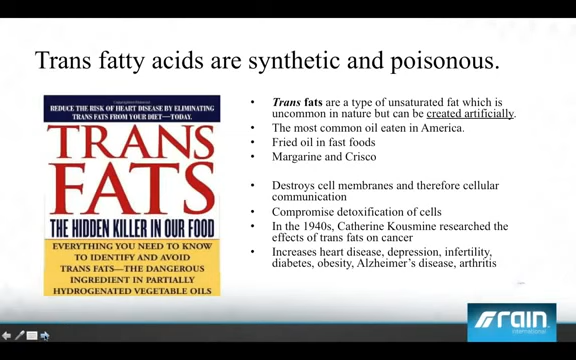 Trans fatty acids are synthetic and poisonous.
REDUCE THE RISK OF HEART DISEASE BY ELIMINATING
TRANS FATS FROM YOUR DIET—TODAY.
TRANS
FATS
THE HIDDEN KILLER IN OUR FOOD
EVERYTHING YOU NEED TO KNOW
TO IDENTIFY AND AVOID
TRANS FATS—THE DANGEROUS
INGREDIENT IN PARTIALLY
HYDROGENATED VEGETABLE OILS
• Trans fats are a type of unsaturated fat which is
uncommon in nature but can be created artificially.
• The most common oil eaten in America.
• Fried oil in fast foods
• Margarine and Crisco
• Destroys cell membranes and therefore cellular
communication
• Compromise detoxification of cells
• In the 1940s, Catherine Kousmine researched the
effects of trans fats on cancer
• Increases heart disease, depression, infertility,
diabetes, obesity, Alzheimer's disease, arthritis
rain
international